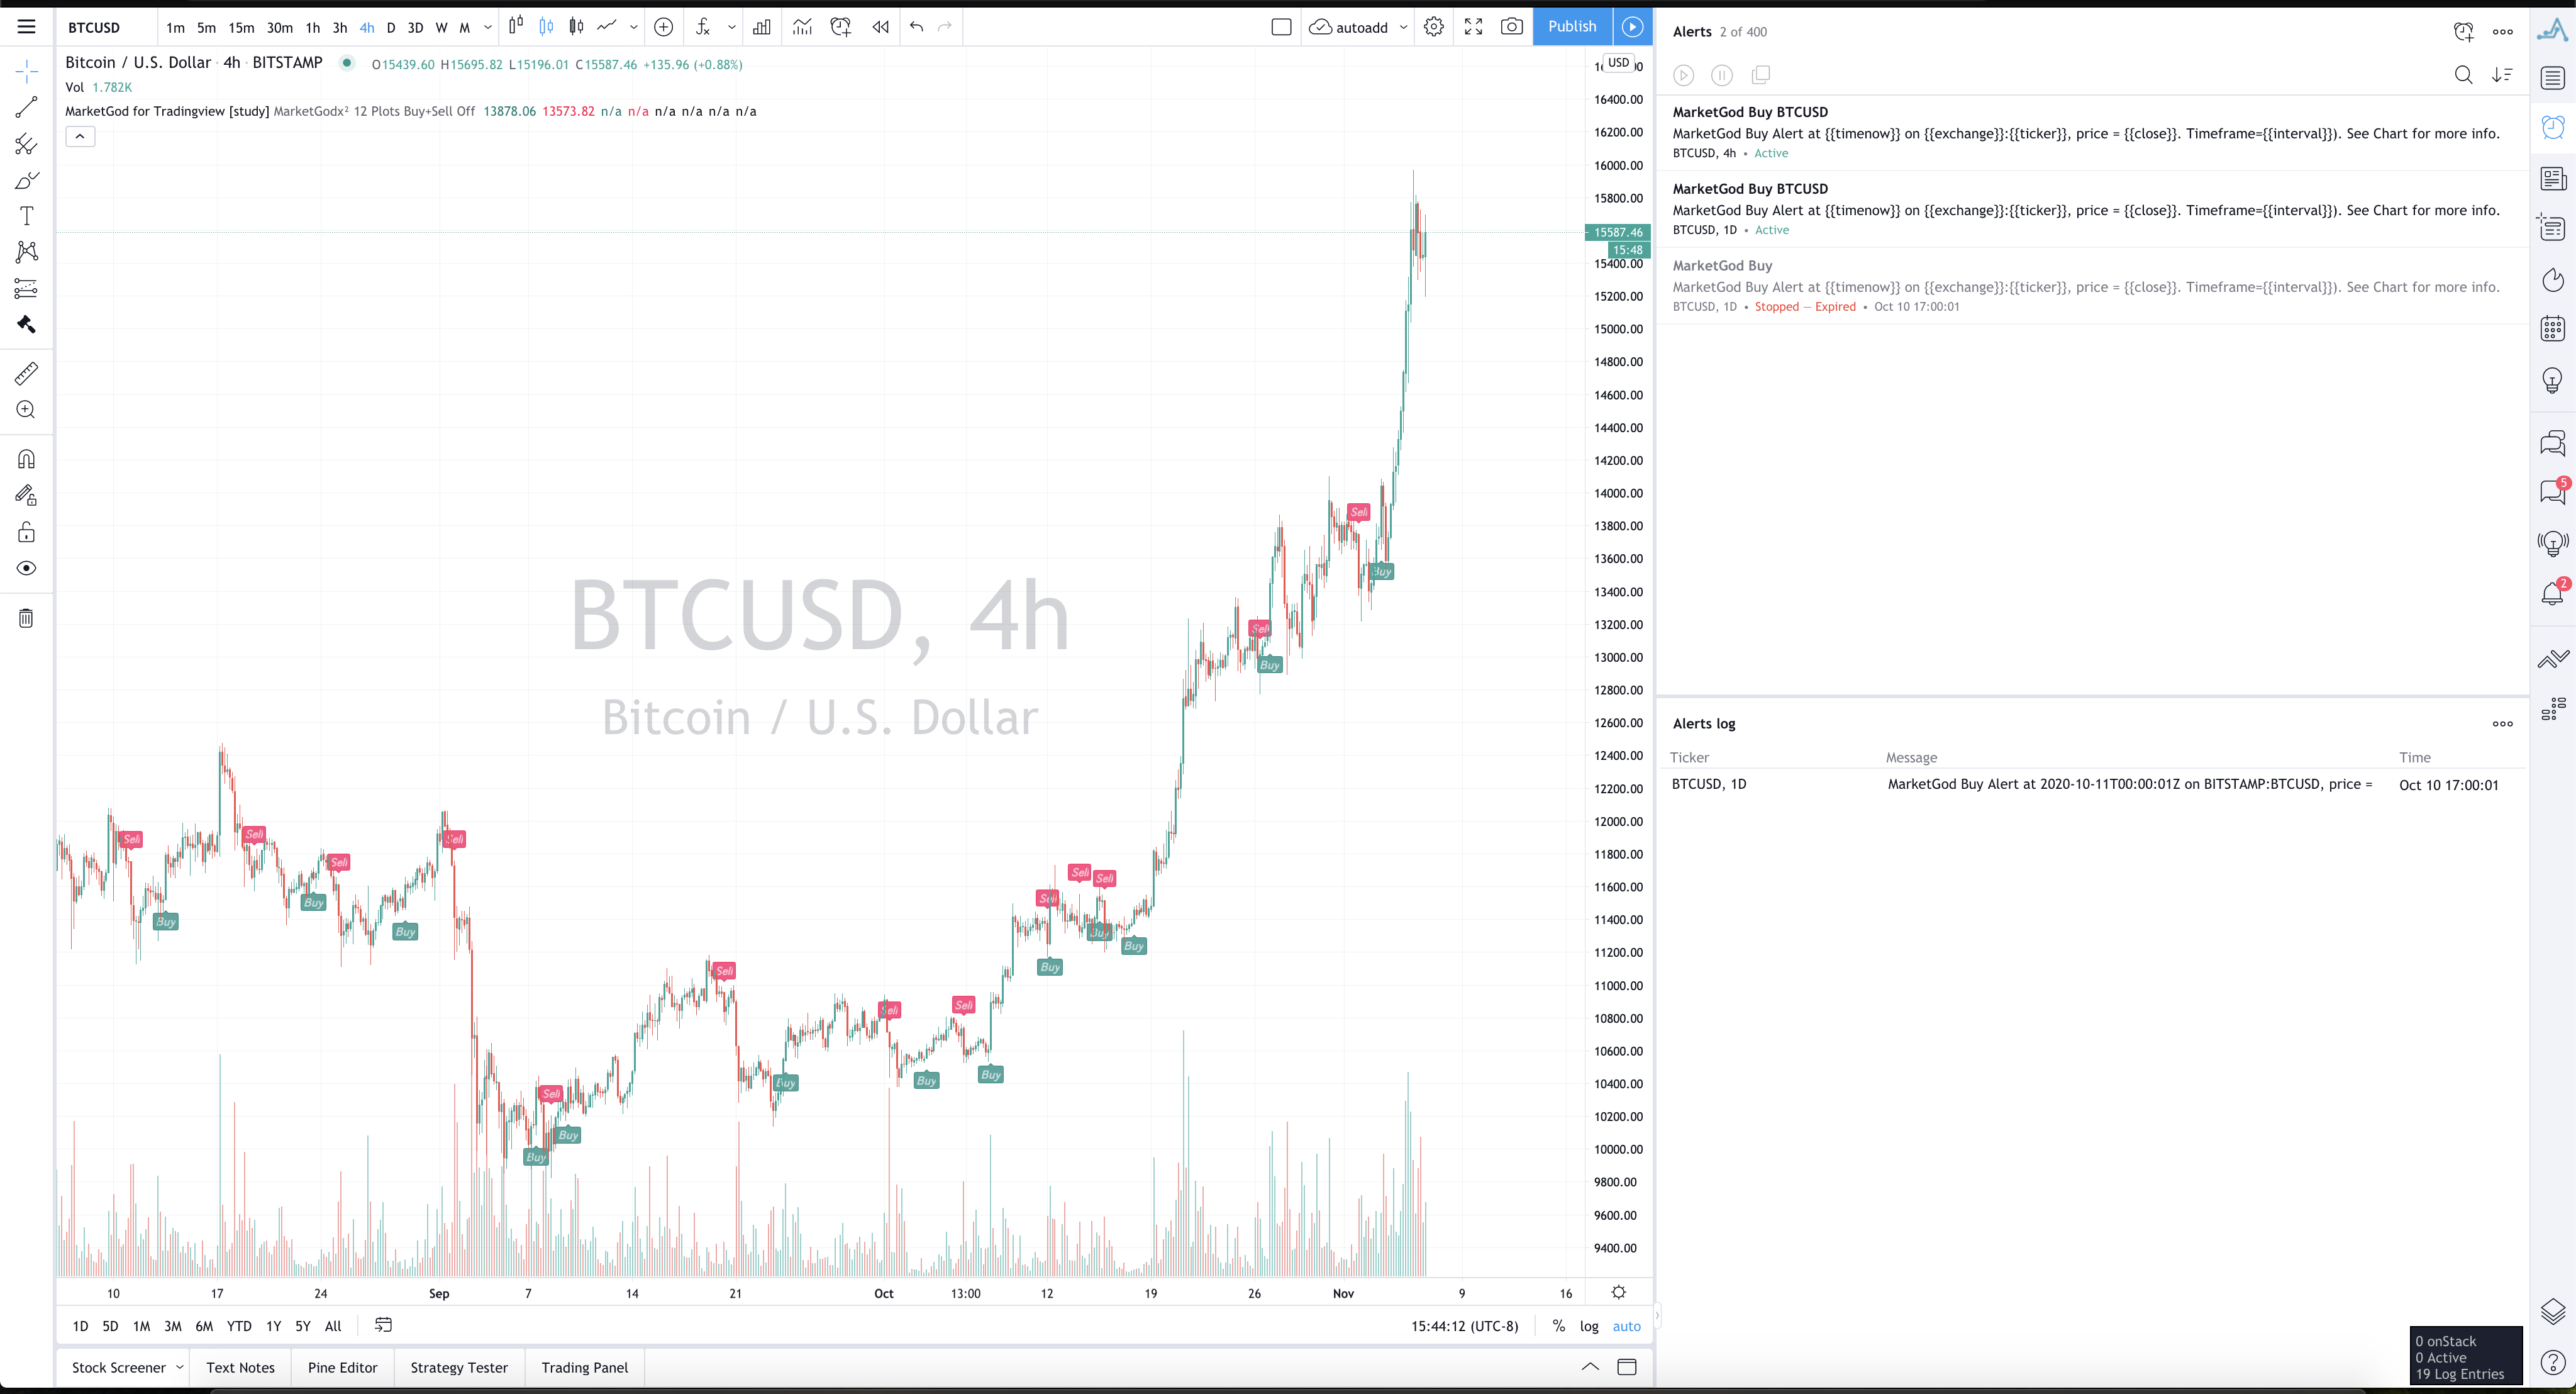 BTCUSD 1m 5m 15m 30m 1h 3h 4h D 3D W M autoadd Publish
Bitcoin / U.S. Dollar · 4h · BITSTAMP O15439.60 H15695.82 L15196.01 C15587.46 +135.96 (+0.88%)
Vol 1.782K
MarketGod for Tradingview [study] MarketGodx² 12 Plots Buy+Sell Off 13878.06 13573.82 n/a n/a n/a n/a n/a n/a
USD
16400.00
16200.00
16000.00
15800.00
15587.46
15:48
15400.00
15200.00
15000.00
14800.00
14600.00
14400.00
14200.00
14000.00
13800.00
13600.00
13400.00
13200.00
13000.00
12800.00
12600.00
12400.00
12200.00
12000.00
11800.00
11600.00
11400.00
11200.00
11000.00
10800.00
10600.00
10400.00
10200.00
10000.00
9800.00
9600.00
9400.00
BTCUSD, 4h
Bitcoin / U.S. Dollar
Sell
Buy
Sell
Buy
Sell
Buy
Sell
Buy
Sell
Buy
Sell
Buy
Sell
Buy
Sell
Buy
Sell
Buy
Sell
Sell
Buy
Buy
Sell
Buy
Sell
Buy
10 17 24 Sep 7 14 21 Oct 13:00 12 19 26 Nov 9 16
1D 5D 1M 3M 6M YTD 1Y 5Y All 15:44:12 (UTC-8) % log auto
Stock Screener Text Notes Pine Editor Strategy Tester Trading Panel
Alerts 2 of 400
MarketGod Buy BTCUSD
MarketGod Buy Alert at {{timenow}} on {{exchange}}:{{ticker}}, price = {{close}}. Timeframe={{interval}}). See Chart for more info.
BTCUSD, 4h • Active
MarketGod Buy BTCUSD
MarketGod Buy Alert at {{timenow}} on {{exchange}}:{{ticker}}, price = {{close}}. Timeframe={{interval}}). See Chart for more info.
BTCUSD, 1D • Active
MarketGod Buy
MarketGod Buy Alert at {{timenow}} on {{exchange}}:{{ticker}}, price = {{close}}. Timeframe={{interval}}). See Chart for more info.
BTCUSD, 1D • Stopped — Expired • Oct 10 17:00:01
Alerts log
Ticker Message Time
BTCUSD, 1D MarketGod Buy Alert at 2020-10-11T00:00:01Z on BITSTAMP:BTCUSD, price = Oct 10 17:00:01
5
2
0 onStack
0 Active
19 Log Entries